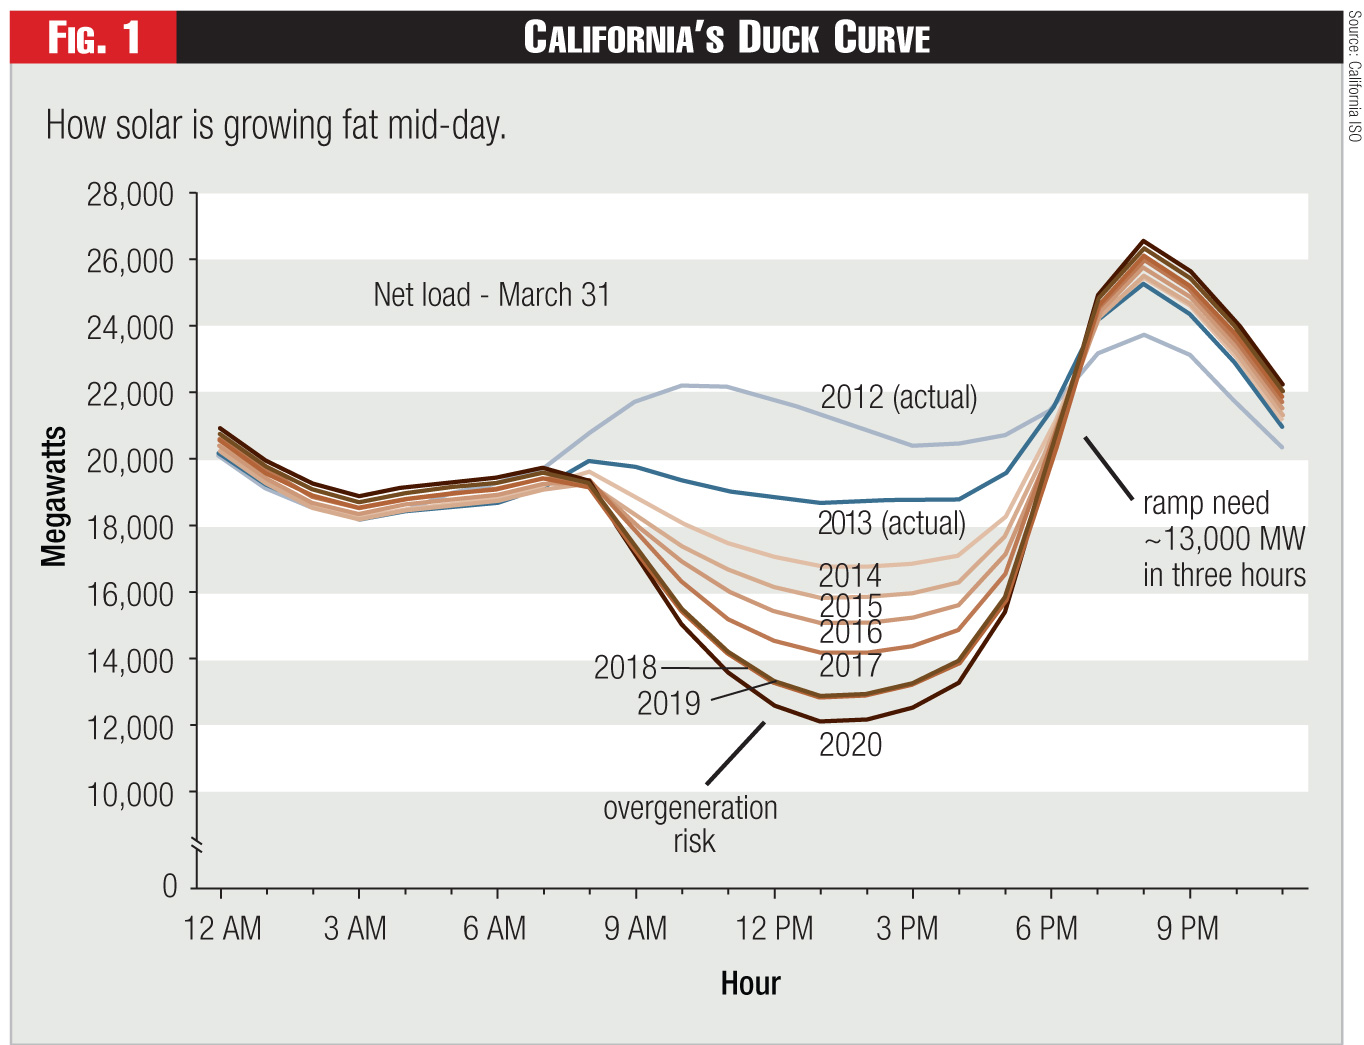 FIG. 1
CALIFORNIA'S DUCK CURVE
Source: California ISO
How solar is growing fat mid-day.
28,000
26,000
24,000
22,000
20,000
18,000
16,000
14,000
12,000
10,000
0
Megawatts
Net load - March 31
2012 (actual)
2013 (actual)
2014
2015
2016
2017
2018
2019
2020
ramp need
~13,000 MW
in three hours
overgeneration
risk
12 AM
3 AM
6 AM
9 AM
12 PM
3 PM
6 PM
9 PM
Hour